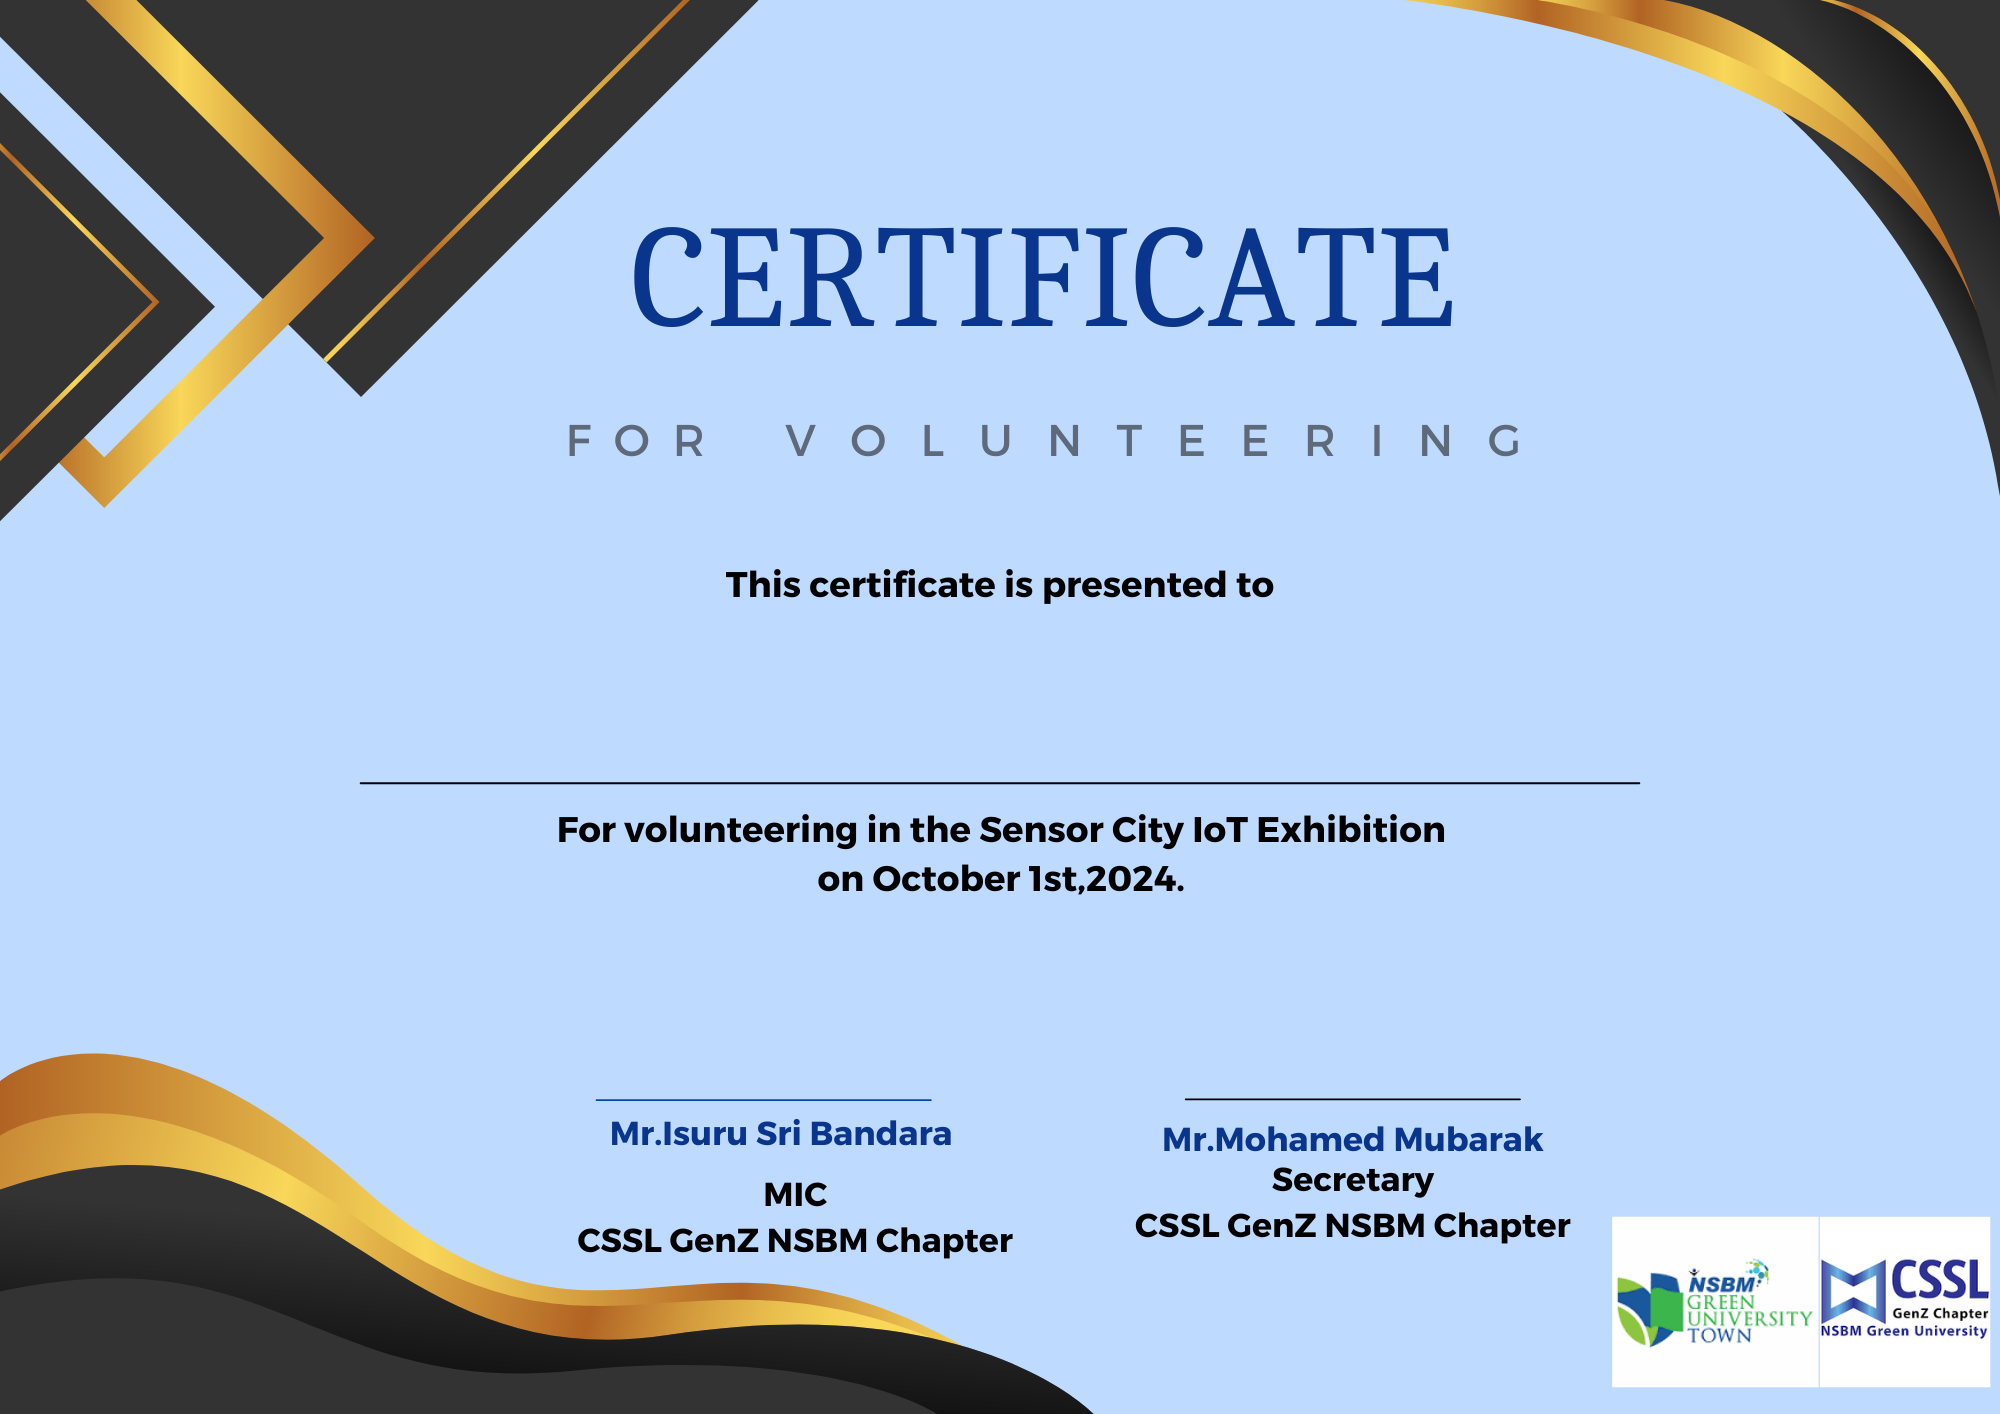 CERTIFICATE
FOR VOLUNTEERING
This certificate is presented to
For volunteering in the Sensor City IoT Exhibition
on October 1st,2024.
Mr.Isuru Sri Bandara
MIC
CSSL GenZ NSBM Chapter
Mr.Mohamed Mubarak
Secretary
CSSL GenZ NSBM Chapter
NSBM
GREEN
UNIVERSITY
TOWN
CSSL
GenZ Chapter
NSBM Green University